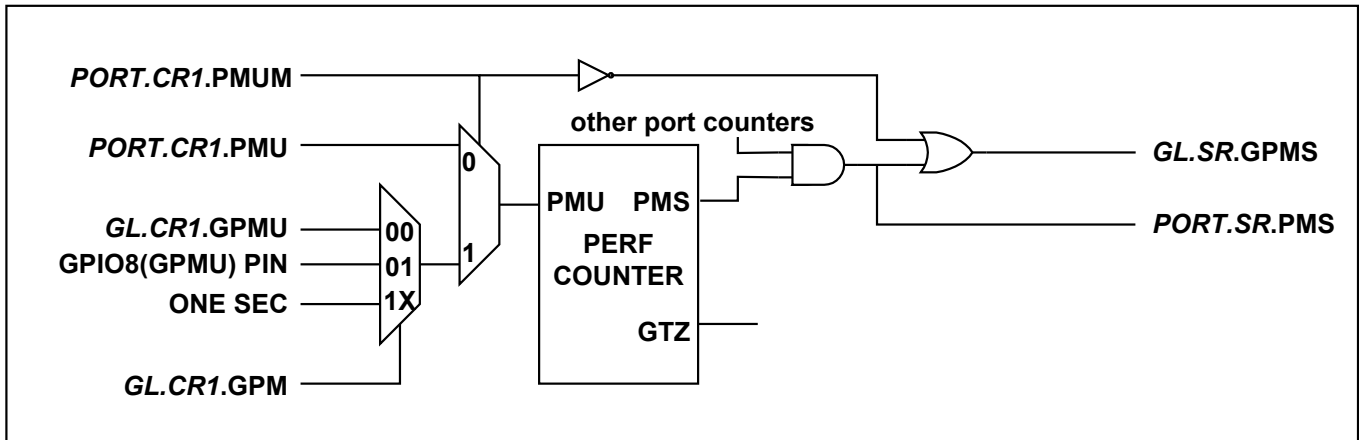 PORT.CR1.PMUM
other port counters
PORT.CR1.PMU
0
GL.SR.GPMS
PMU PMS
GL.CR1.GPMU
00
PORT.SR.PMS
PERF
GPIO8(GPMU) PIN
01
1
COUNTER
ONE SEC
1X
GTZ
GL.CR1.GPM